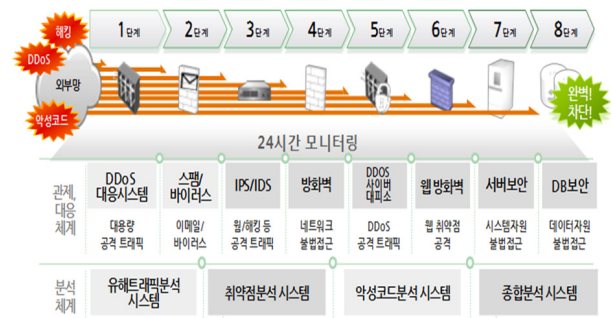 해킹
DDoS
외부망
악성코드
1단계
2단계
3단계
4단계
5단계
6단계
7단계
8단계
완벽!
차단!
24시간 모니터링
관제,
대응
체계
DDoS
대응시스템
스팸/
바이러스
IPS/IDS
방화벽
DDOS
사이버
대피소
웹 방화벽
서버보안
DB보안
대용량
공격 트래픽
이메일/
바이러스
웜/해킹 등
공격 트래픽
네트워크
불법접근
DDoS
공격 트래픽
웹 취약점
공격
시스템자원
불법접근
데이터자원
불법접근
분석
체계
유해트래픽분석
시스템
취약점분석 시스템
악성코드분석 시스템
종합분석 시스템